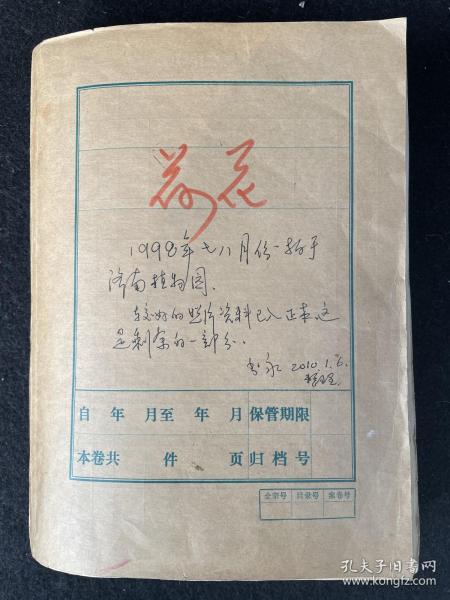 荷花
1998年七八月份拍于
济南植物园.
较好的照片资料已入正本,这
是剩余的一部分..
2010.1.6.
整理
自 年 月至 年 月 保管期限
本卷共 件 页 归档号
全宗号 目录号 案卷号
孔夫子旧书网
www.kongfz.com